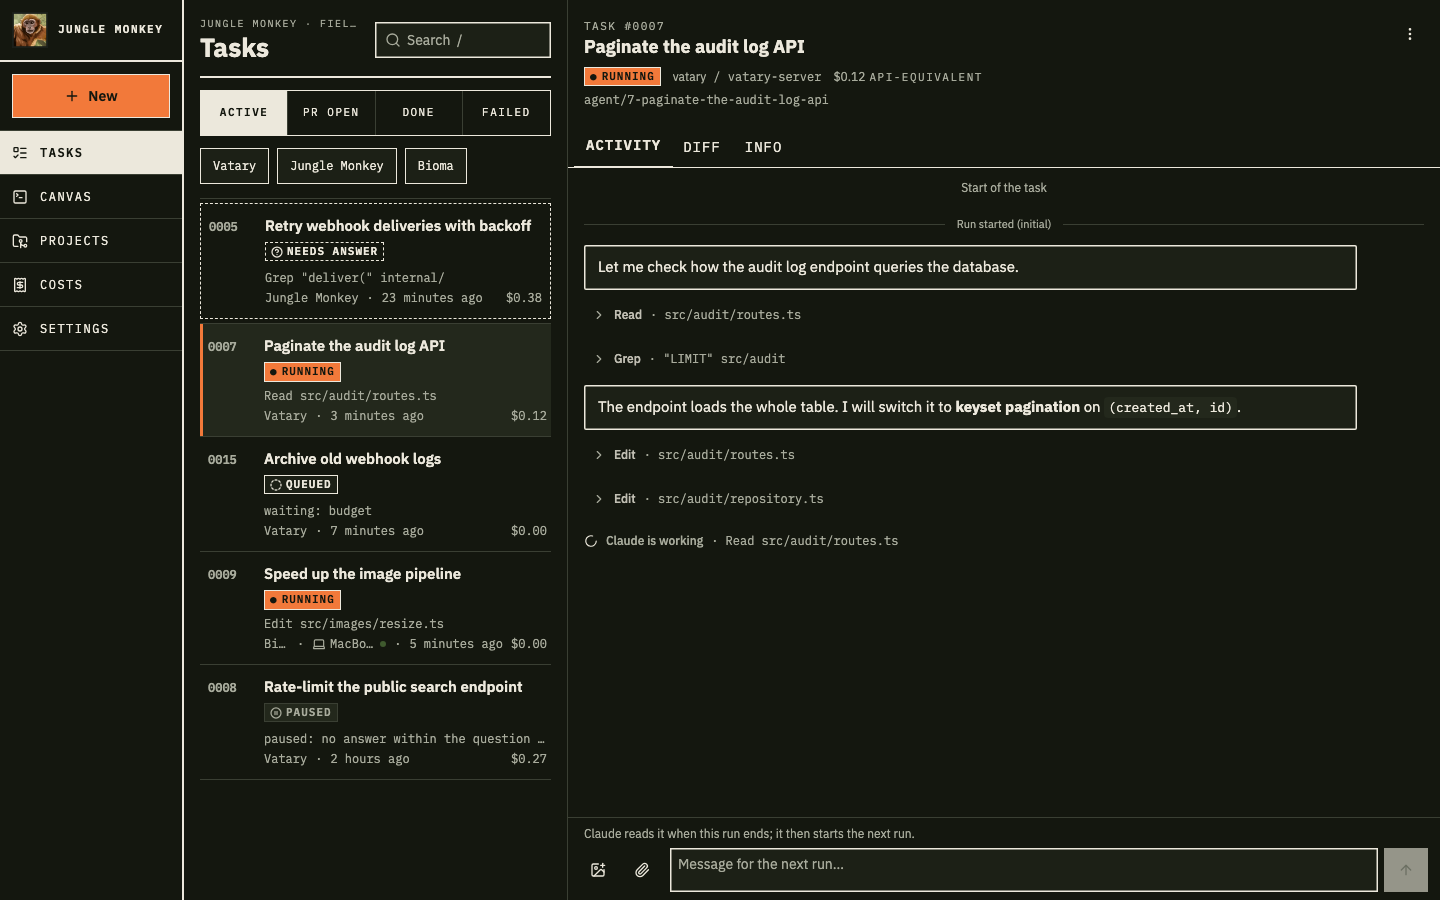 JUNGLE MONKEY
New
TASKS
CANVAS
PROJECTS
COSTS
SETTINGS
JUNGLE MONKEY · FIEL…
Tasks
Search /
ACTIVE
PR OPEN
DONE
FAILED
Vatary
Jungle Monkey
Bioma
0005
Retry webhook deliveries with backoff
NEEDS ANSWER
Grep "deliver(" internal/
Jungle Monkey · 23 minutes ago $0.38
0007
Paginate the audit log API
RUNNING
Read src/audit/routes.ts
Vatary · 3 minutes ago $0.12
0015
Archive old webhook logs
QUEUED
waiting: budget
Vatary · 7 minutes ago $0.00
0009
Speed up the image pipeline
RUNNING
Edit src/images/resize.ts
Bi… · MacBo… · 5 minutes ago $0.00
0008
Rate-limit the public search endpoint
PAUSED
paused: no answer within the question …
Vatary · 2 hours ago $0.27
TASK #0007
Paginate the audit log API
RUNNING vatary / vatary-server $0.12 API-EQUIVALENT
agent/7-paginate-the-audit-log-api
ACTIVITY DIFF INFO
Start of the task
Run started (initial)
Let me check how the audit log endpoint queries the database.
Read · src/audit/routes.ts
Grep · "LIMIT" src/audit
The endpoint loads the whole table. I will switch it to keyset pagination on (created_at, id).
Edit · src/audit/routes.ts
Edit · src/audit/repository.ts
Claude is working · Read src/audit/routes.ts
Claude reads it when this run ends; it then starts the next run.
Message for the next run...